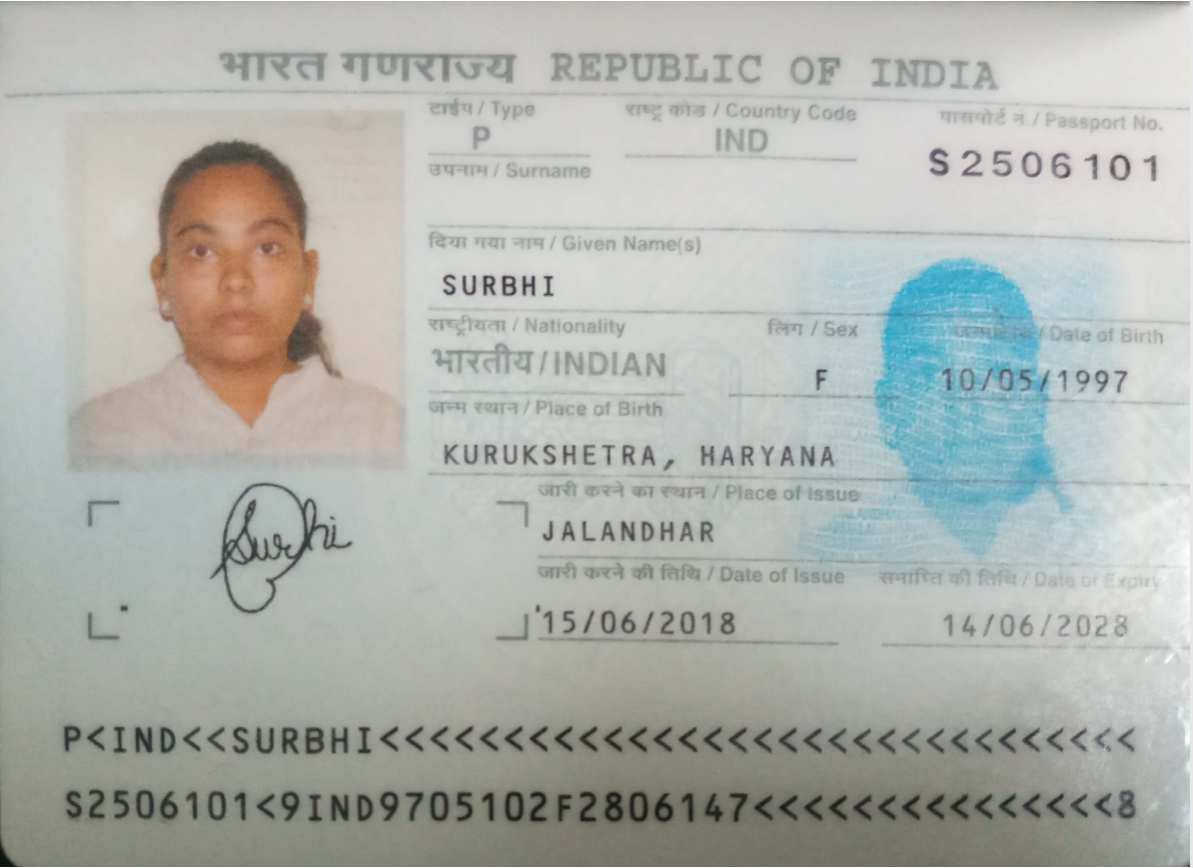 भारत गणराज्य REPUBLIC OF INDIA
टाईप / Type राष्ट्र कोड / Country Code पासपोर्ट नं. / Passport No.
P IND S2506101
उपनाम / Surname
दिया गया नाम / Given Name(s)
SURBHI
राष्ट्रीयता / Nationality लिंग / Sex जन्मतिथि / Date of Birth
भारतीय / INDIAN F 10/05/1997
जन्म स्थान / Place of Birth
KURUKSHETRA, HARYANA
जारी करने का स्थान / Place of Issue
JALANDHAR
Surbhi
जारी करने की तिथि / Date of Issue समाप्ति की तिथि / Date of Expiry
15/06/2018 14/06/2028
P<IND<<SURBHI<<<<<<<<<<<<<<<<<<<<<<<<<<<<<<<
S2506101<9IND9705102F2806147<<<<<<<<<<<<<<<8